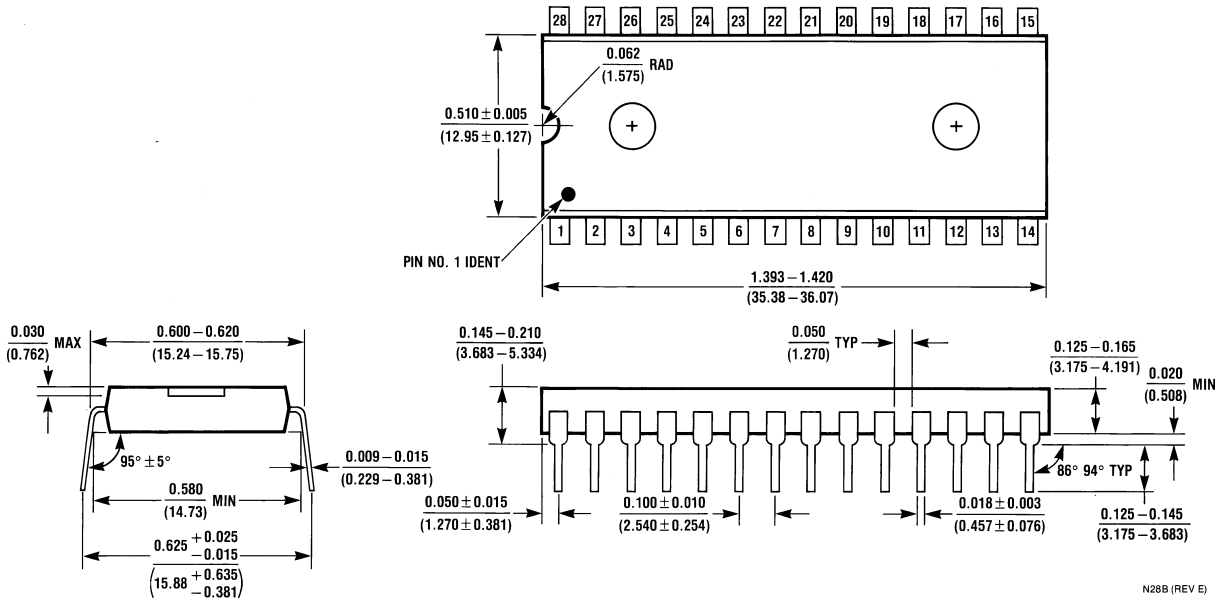 28 27 26 25 24 23 22 21 20 19 18 17 16 15
0.062
(1.575)
RAD
0.510 ± 0.005
(12.95 ± 0.127)
PIN NO. 1 IDENT
1 2 3 4 5 6 7 8 9 10 11 12 13 14
1.393 – 1.420
(35.38 – 36.07)
0.030
(0.762)
MAX
0.600 – 0.620
(15.24 – 15.75)
95° ± 5°
0.009 – 0.015
(0.229 – 0.381)
0.580
(14.73)
MIN
0.625 + 0.025
– 0.015
(15.88 + 0.635
– 0.381)
0.145 – 0.210
(3.683 – 5.334)
0.050
(1.270)
TYP
0.125 – 0.165
(3.175 – 4.191)
0.020
(0.508)
MIN
86° 94° TYP
0.050 ± 0.015
(1.270 ± 0.381)
0.100 ± 0.010
(2.540 ± 0.254)
0.018 ± 0.003
(0.457 ± 0.076)
0.125 - 0.145
(3.175 - 3.683)
N28B (REV E)